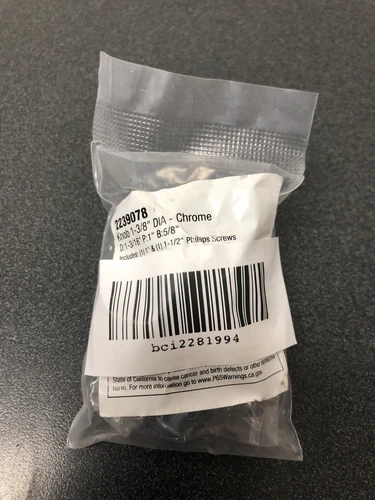 2239078
Knob 1-3/8" DIA - Chrome
D:1-3/16" P:1" B:5/8"
Includes: (1) 1" & (1) 1-1/2" Phillips Screws
bci2281994
State of California to cause cancer and birth defects or other
harm. For more information go to www.P65Warnings.ca.gov